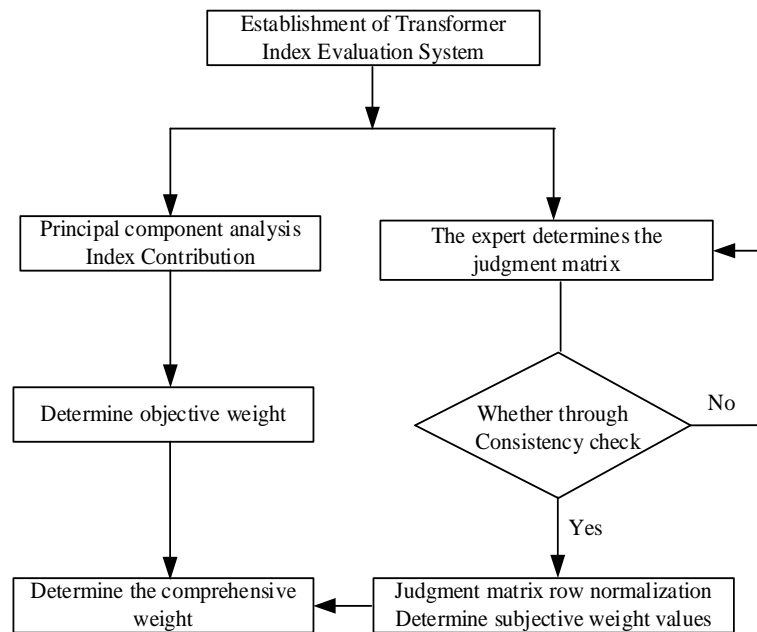 Establishment of Transformer
Index Evaluation System
Principal component analysis
Index Contribution
The expert determines the
judgment matrix
Determine objective weight
Whether through
Consistency check
No
Yes
Determine the comprehensive
weight
Judgment matrix row normalization
Determine subjective weight values